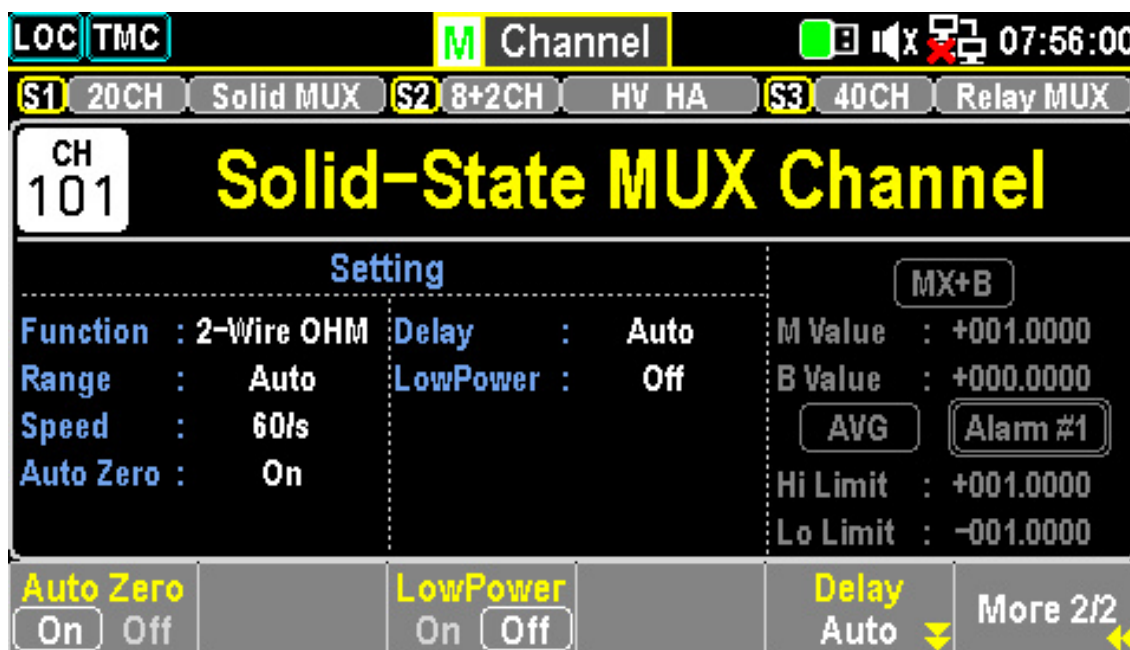 LOC TMC M Channel 07:56:00
S1 20CH Solid MUX S2 8+2CH HV_HA S3 40CH Relay MUX
CH
101
Solid-State MUX Channel
Setting
MX+B
Function : 2-Wire OHM Delay : Auto M Value : +001.0000
Range : Auto LowPower : Off B Value : +000.0000
Speed : 60/s AVG Alarm #1
Auto Zero : On Hi Limit : +001.0000
Lo Limit : -001.0000
Auto Zero LowPower Delay More 2/2
On Off On Off Auto